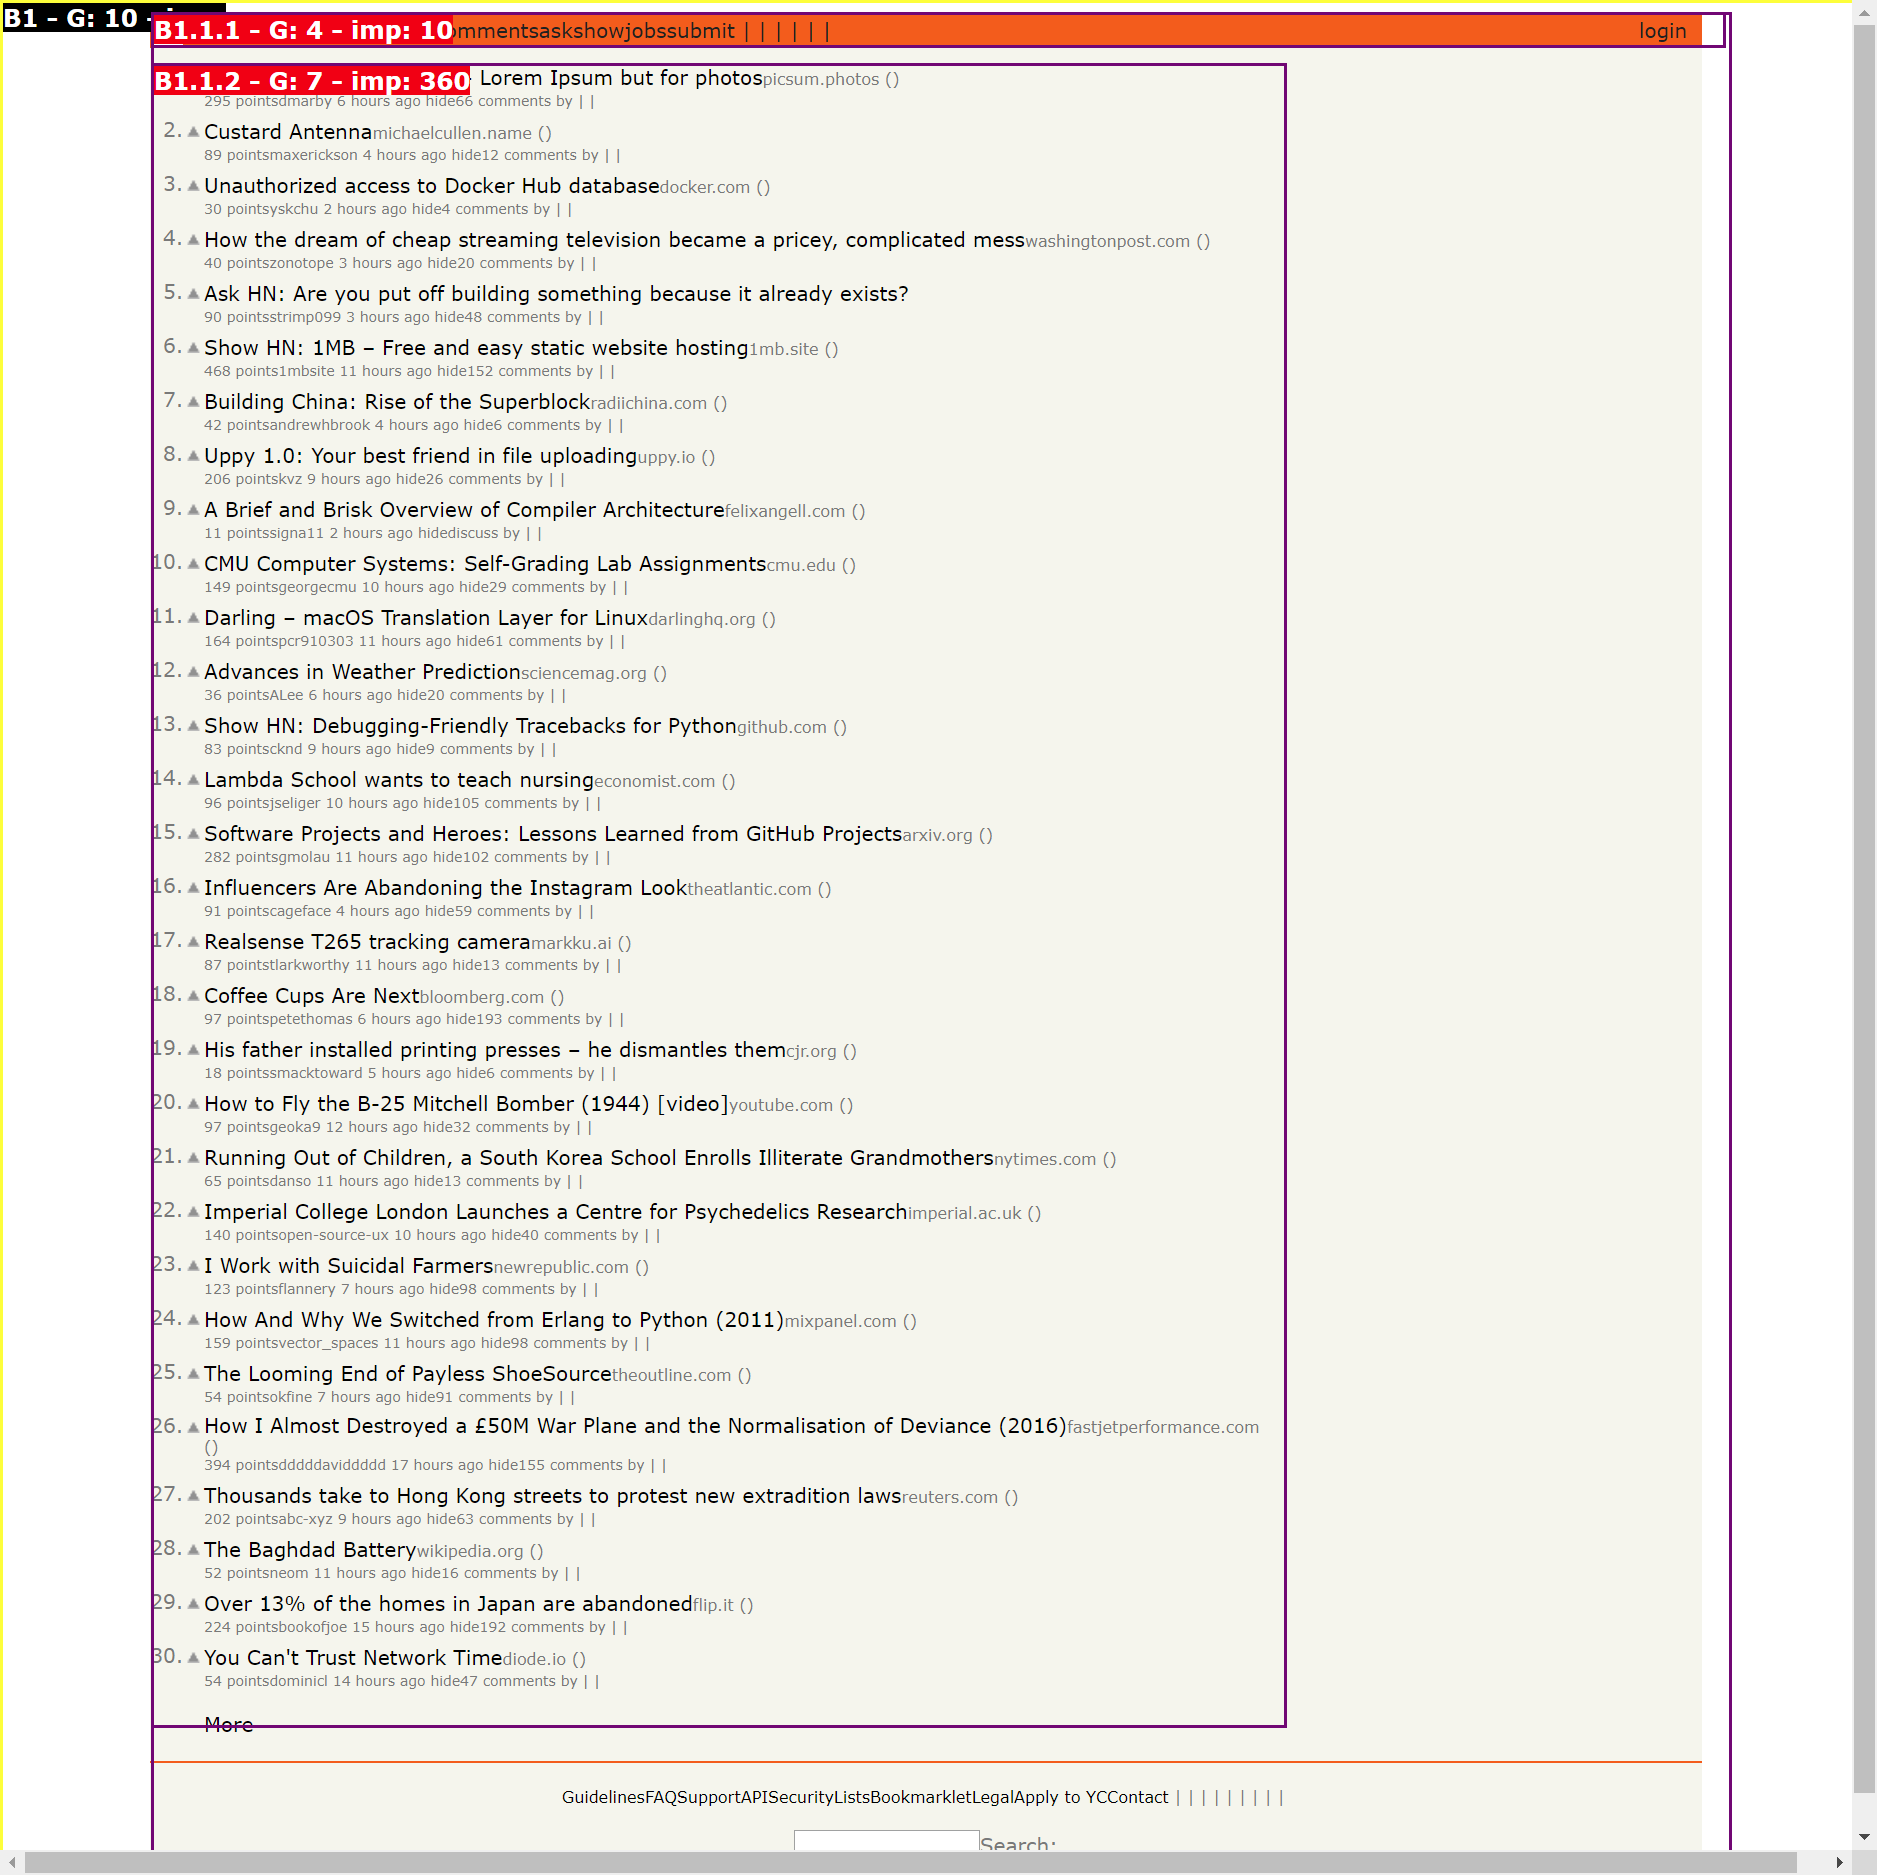 B1 - G: 10 -
B1.1.1 - G: 4 - imp: 10
ommentsaskshowjobssubmit | | | | | |
login
B1.1.2 - G: 7 - imp: 360
Lorem Ipsum but for photospicsum.photos ()
295 pointsdmarby 6 hours ago hide66 comments by | |
2. Custard Antennamichaelcullen.name ()
89 pointsmaxerickson 4 hours ago hide12 comments by | |
3. Unauthorized access to Docker Hub databasedocker.com ()
30 pointsyskchu 2 hours ago hide4 comments by | |
4. How the dream of cheap streaming television became a pricey, complicated messwashingtonpost.com ()
40 pointszonotope 3 hours ago hide20 comments by | |
5. Ask HN: Are you put off building something because it already exists?
90 pointsstrimp099 3 hours ago hide48 comments by | |
6. Show HN: 1MB – Free and easy static website hosting1mb.site ()
468 points1mbsite 11 hours ago hide152 comments by | |
7. Building China: Rise of the Superblockradiichina.com ()
42 pointsandrewhbrook 4 hours ago hide6 comments by | |
8. Uppy 1.0: Your best friend in file uploadinguppy.io ()
206 pointskvz 9 hours ago hide26 comments by | |
9. A Brief and Brisk Overview of Compiler Architecturefelixangell.com ()
11 pointssigna11 2 hours ago hidediscuss by | |
10. CMU Computer Systems: Self-Grading Lab Assignmentscmu.edu ()
149 pointsgeorgecmu 10 hours ago hide29 comments by | |
11. Darling – macOS Translation Layer for Linuxdarlinghq.org ()
164 pointspcr910303 11 hours ago hide61 comments by | |
12. Advances in Weather Predictionsciencemag.org ()
36 pointsALee 6 hours ago hide20 comments by | |
13. Show HN: Debugging-Friendly Tracebacks for Pythongithub.com ()
83 pointscknd 9 hours ago hide9 comments by | |
14. Lambda School wants to teach nursingeconomist.com ()
96 pointsjseliger 10 hours ago hide105 comments by | |
15. Software Projects and Heroes: Lessons Learned from GitHub Projectsarxiv.org ()
282 pointsgmolau 11 hours ago hide102 comments by | |
16. Influencers Are Abandoning the Instagram Looktheatlantic.com ()
91 pointscageface 4 hours ago hide59 comments by | |
17. Realsense T265 tracking cameramarkku.ai ()
87 pointstlarkworthy 11 hours ago hide13 comments by | |
18. Coffee Cups Are Nextbloomberg.com ()
97 pointspetethomas 6 hours ago hide193 comments by | |
19. His father installed printing presses – he dismantles themcjr.org ()
18 pointssmacktoward 5 hours ago hide6 comments by | |
20. How to Fly the B-25 Mitchell Bomber (1944) [video]youtube.com ()
97 pointsgeoka9 12 hours ago hide32 comments by | |
21. Running Out of Children, a South Korea School Enrolls Illiterate Grandmothersnytimes.com ()
65 pointsdanso 11 hours ago hide13 comments by | |
22. Imperial College London Launches a Centre for Psychedelics Researchimperial.ac.uk ()
140 pointsopen-source-ux 10 hours ago hide40 comments by | |
23. I Work with Suicidal Farmersnewrepublic.com ()
123 pointsflannery 7 hours ago hide98 comments by | |
24. How And Why We Switched from Erlang to Python (2011)mixpanel.com ()
159 pointsvector_spaces 11 hours ago hide98 comments by | |
25. The Looming End of Payless ShoeSourcetheoutline.com ()
54 pointsokfine 7 hours ago hide91 comments by | |
26. How I Almost Destroyed a £50M War Plane and the Normalisation of Deviance (2016)fastjetperformance.com
()
394 pointsdddddaviddddd 17 hours ago hide155 comments by | |
27. Thousands take to Hong Kong streets to protest new extradition lawsreuters.com ()
202 pointsabc-xyz 9 hours ago hide63 comments by | |
28. The Baghdad Batterywikipedia.org ()
52 pointsneom 11 hours ago hide16 comments by | |
29. Over 13% of the homes in Japan are abandonedflip.it ()
224 pointsbookofjoe 15 hours ago hide192 comments by | |
30. You Can't Trust Network Timediode.io ()
54 pointsdominicl 14 hours ago hide47 comments by | |
More
GuidelinesFAQSupportAPISecurityListsBookmarkletLegalApply to YCContact | | | | | | | | |
Search: